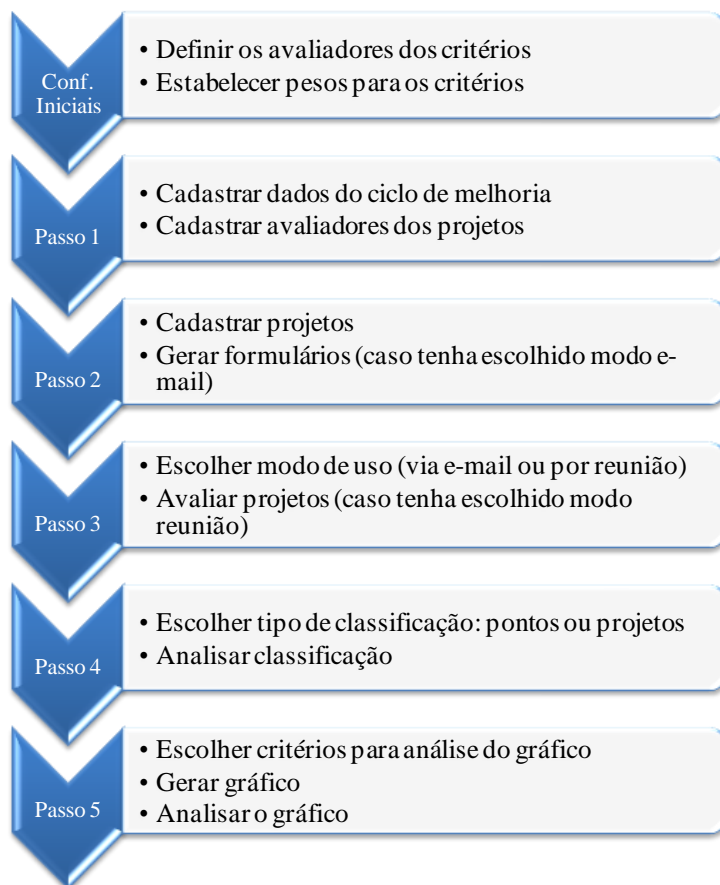 Conf.
Iniciais
• Definir os avaliadores dos critérios
• Estabelecer pesos para os critérios
Passo 1
• Cadastrar dados do ciclo de melhoria
• Cadastrar avaliadores dos projetos
Passo 2
• Cadastrar projetos
• Gerar formulários (caso tenha escolhido modo e-
mail)
Passo 3
• Escolher modo de uso (via e-mail ou por reunião)
• Avaliar projetos (caso tenha escolhido modo
reunião)
Passo 4
• Escolher tipo de classificação: pontos ou projetos
• Analisar classificação
Passo 5
• Escolher critérios para análise do gráfico
• Gerar gráfico
• Analisar o gráfico